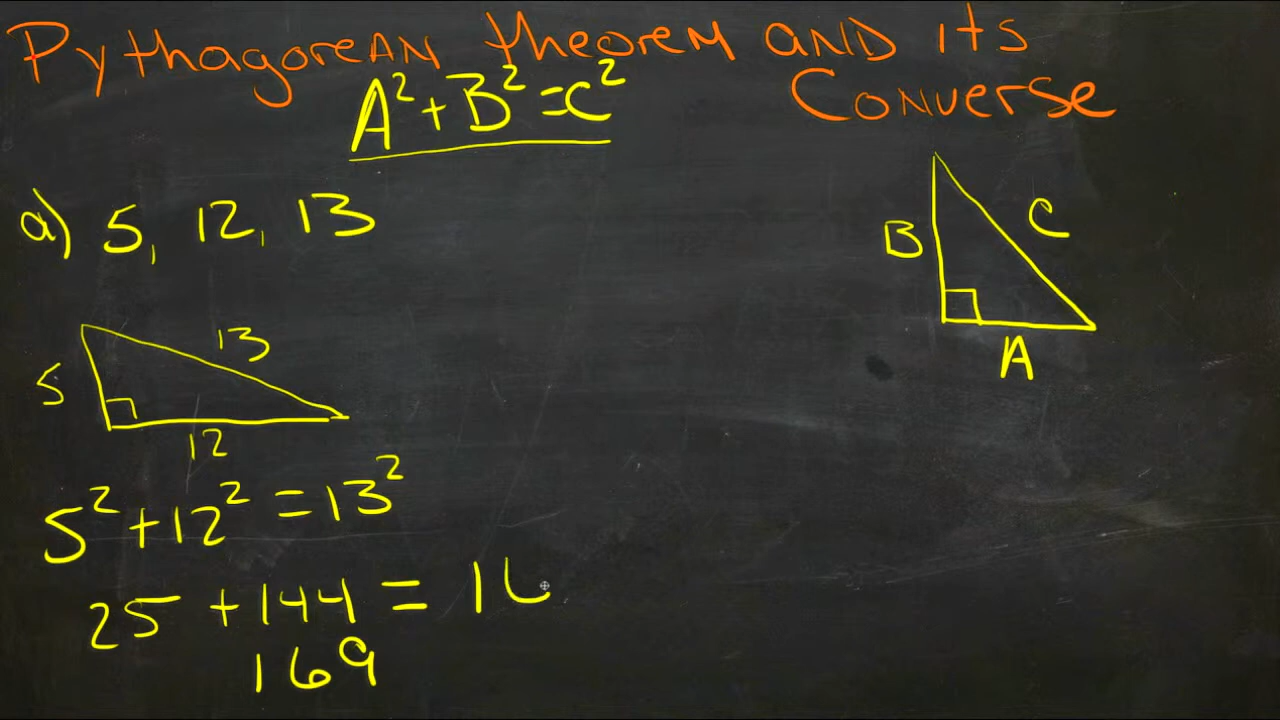 PythagoreAN theorem AND its
Converse
A² + B² = C²
a) 5, 12, 13
B
C
A
13
5
12
5² + 12² = 13²
25 + 144 = 16
169